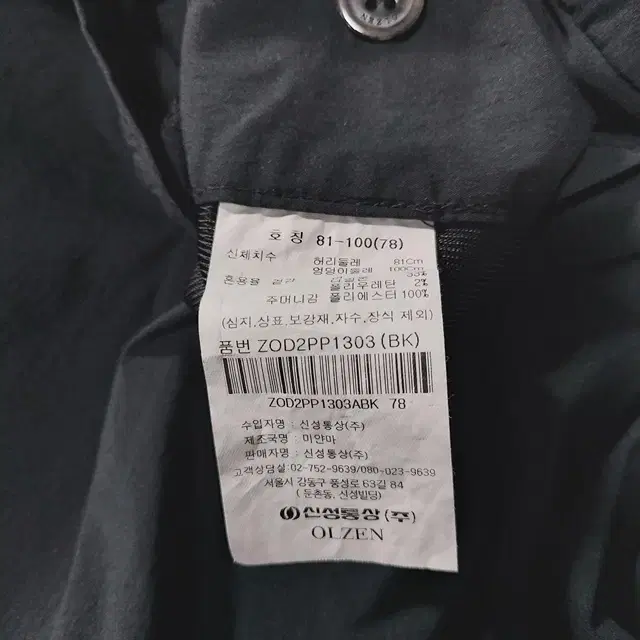 호칭 81-100(78)
신체치수 허리둘레 81Cm
엉덩이둘레 100Cm
혼용율 겉감
폴리우레탄 2%
주머니감 폴리에스터 100%
(심지,상표,보강재,자수,장식 제외)
품번 ZOD2PP1303(BK)
ZOD2PP1303ABK 78
수입자명 : 신성통상(주)
제조국명 : 미얀마
판매자명 : 신성통상(주)
고객상담실: 02-752-9639/080-023-9639
서울시 강동구 풍성로 63길 84
( 둔촌동, 신성빌딩)
신성통상 (주)
OLZEN